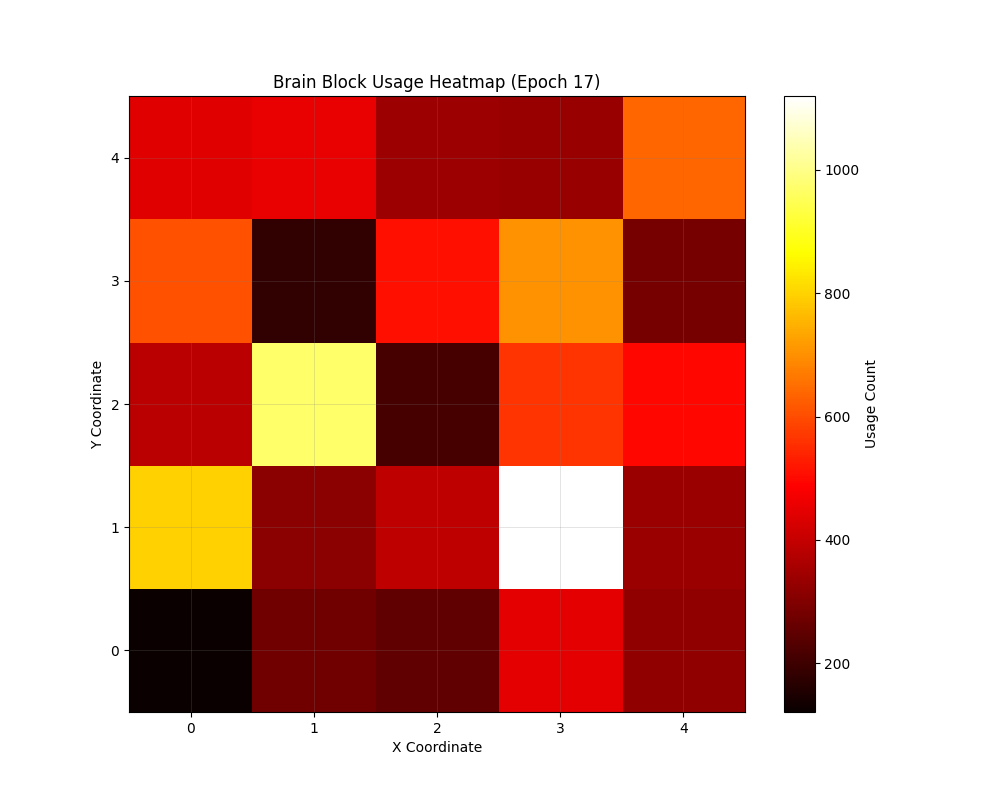 Brain Block Usage Heatmap (Epoch 17)
4
3
2
1
0
Y Coordinate
0 1 2 3 4
X Coordinate
1000
800
600
400
200
Usage Count